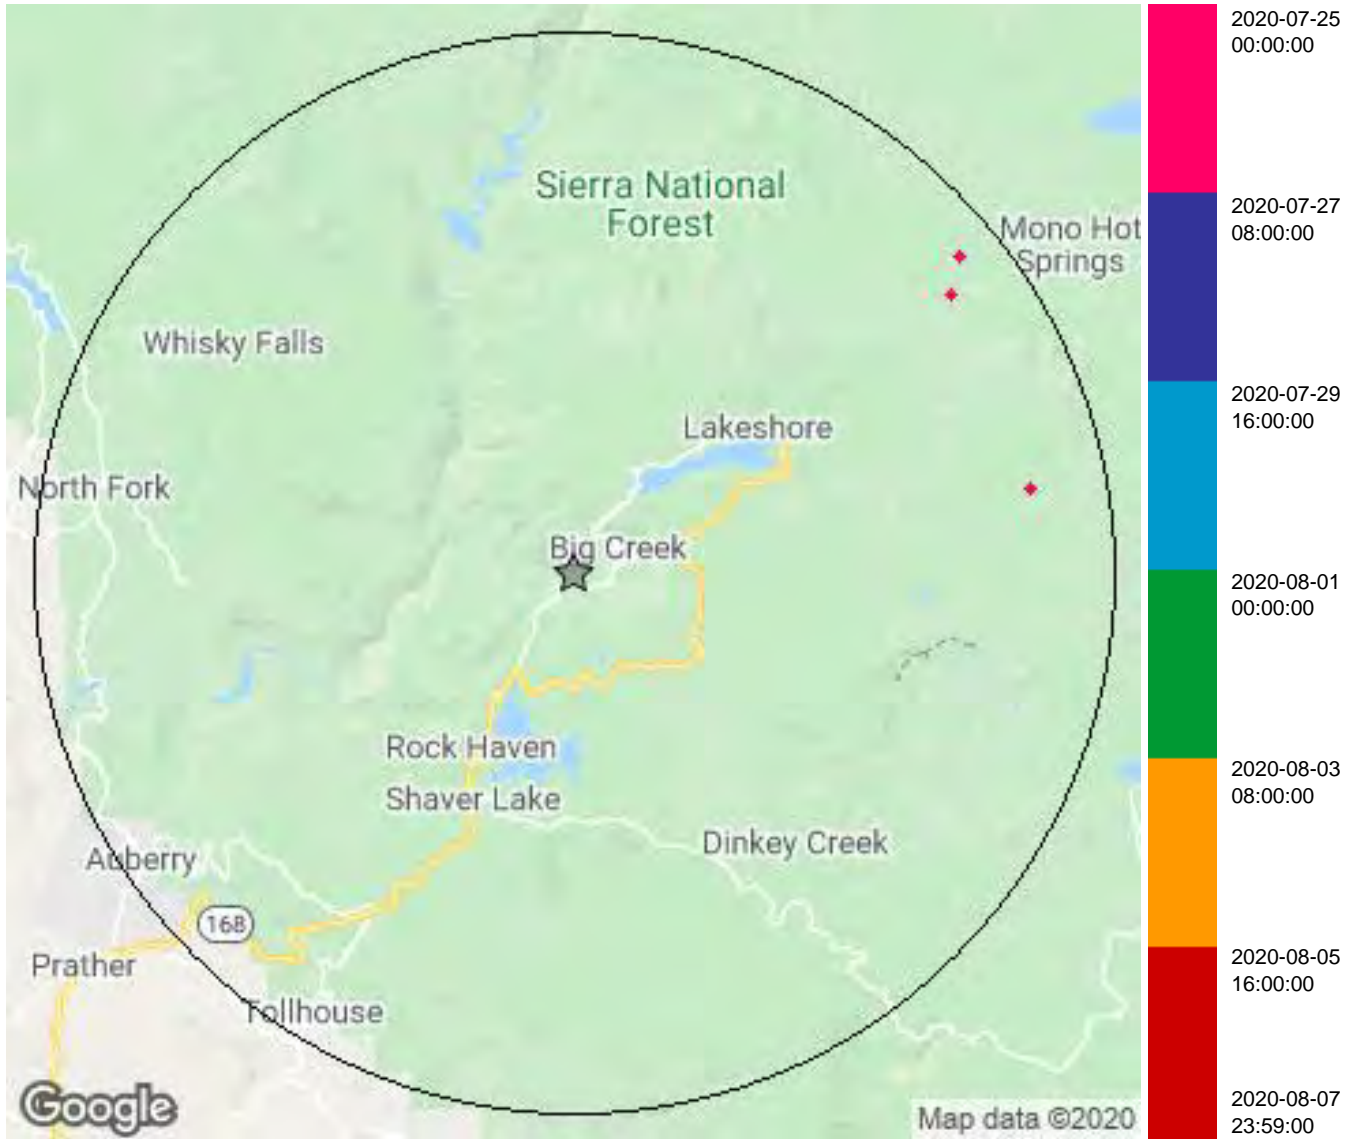 Sierra National
Forest
Mono Hot
Springs
Whisky Falls
Lakeshore
North Fork
Big Creek
Rock Haven
Shaver Lake
Dinkey Creek
Auberry
168
Prather
Tollhouse
Google
Map data ©2020
2020-07-25
00:00:00
2020-07-27
08:00:00
2020-07-29
16:00:00
2020-08-01
00:00:00
2020-08-03
08:00:00
2020-08-05
16:00:00
2020-08-07
23:59:00